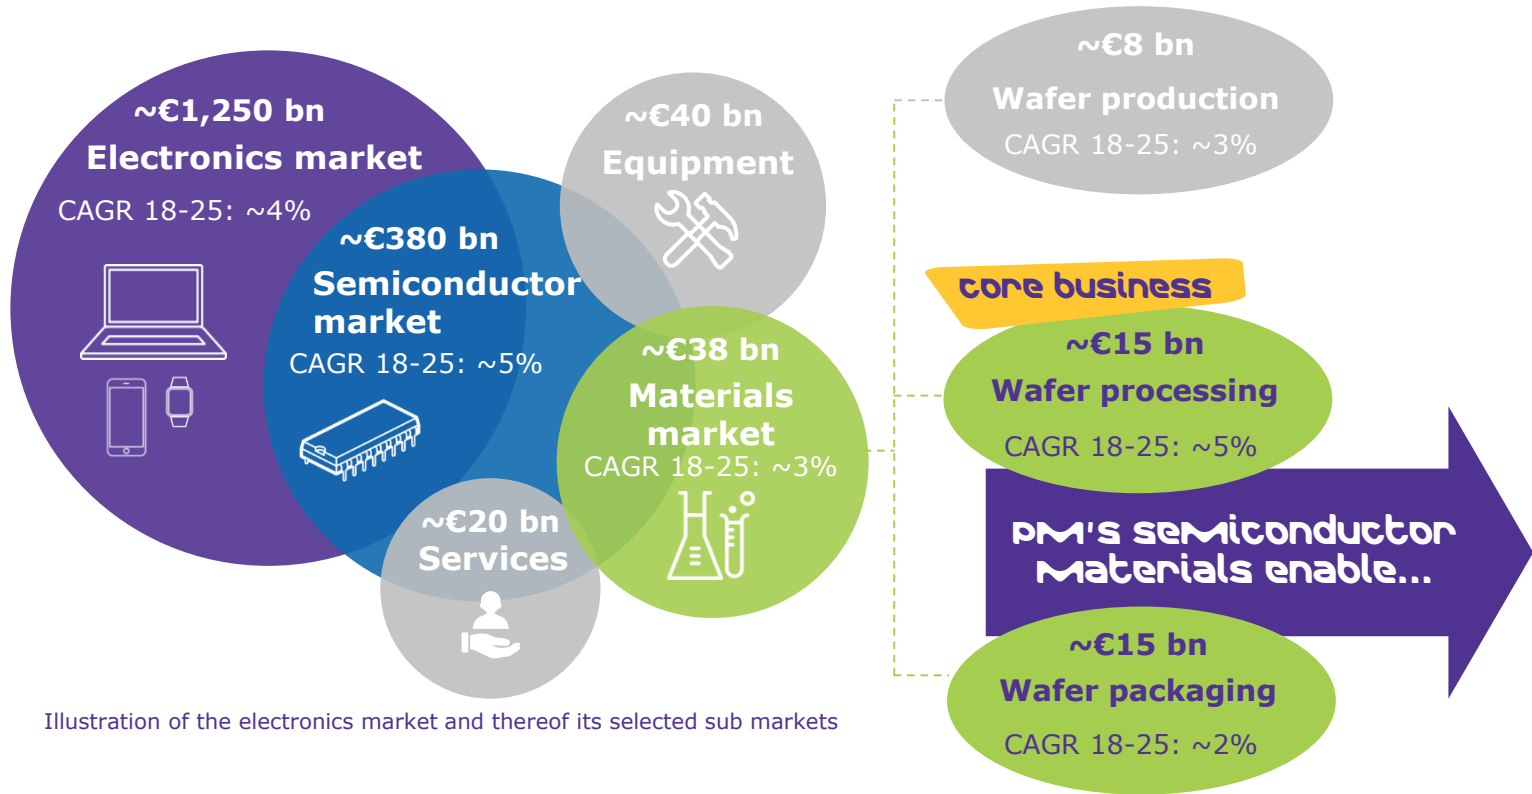 ~€1,250 bn
Electronics market
CAGR 18-25: ~4%
~€380 bn
Semiconductor
market
CAGR 18-25: ~5%
~€40 bn
Equipment
~€38 bn
Materials
market
CAGR 18-25: ~3%
~€20 bn
Services
~€8 bn
Wafer production
CAGR 18-25: ~3%
core business
~€15 bn
Wafer processing
CAGR 18-25: ~5%
PM's semiconductor
Materials enable...
~€15 bn
Wafer packaging
CAGR 18-25: ~2%
Illustration of the electronics market and thereof its selected sub markets